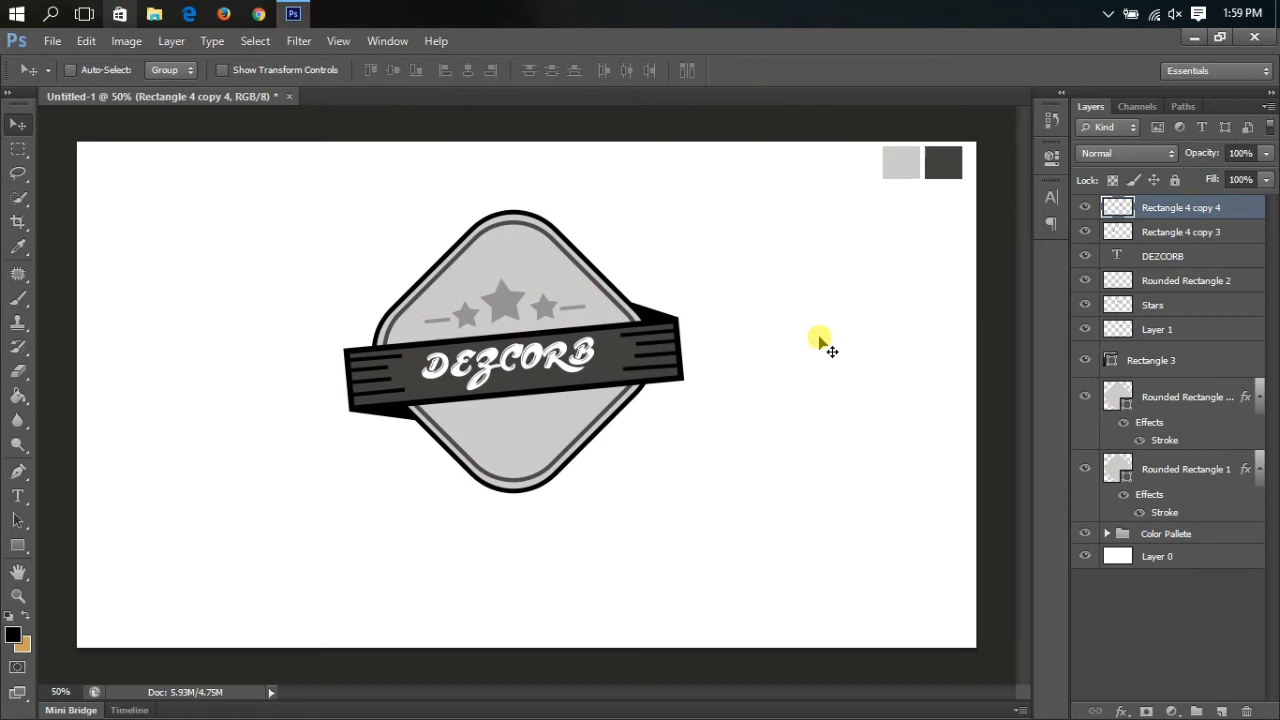 1:59 PM
Ps File Edit Image Layer Type Select Filter View Window Help
Auto-Select: Group Show Transform Controls Essentials
Untitled-1 @ 50% (Rectangle 4 copy 4, RGB/8) *
Layers Channels Paths
Kind
Normal Opacity: 100%
Lock: Fill: 100%
Rectangle 4 copy 4
Rectangle 4 copy 3
DEZCORB
Rounded Rectangle 2
Stars
Layer 1
Rectangle 3
Rounded Rectangle ... fx
Effects
Stroke
Rounded Rectangle 1 fx
Effects
Stroke
Color Pallete
Layer 0
DEZCORB
50% Doc: 5.93M/4.75M
Mini Bridge Timeline